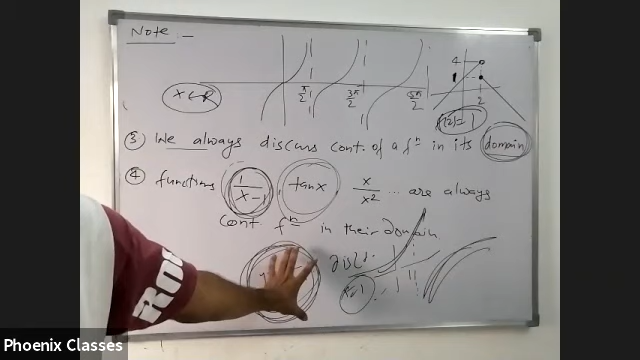 Note:-
x ∈ R
π/2 3π/2 5π/2
4
1
2
f(2)=1
③ We always discuss cont. of a fⁿ in its domain
④ functions 1/(x-1) tanx x/x² ... are always
cont. fⁿ in their domain.
x=1
Phoenix Classes